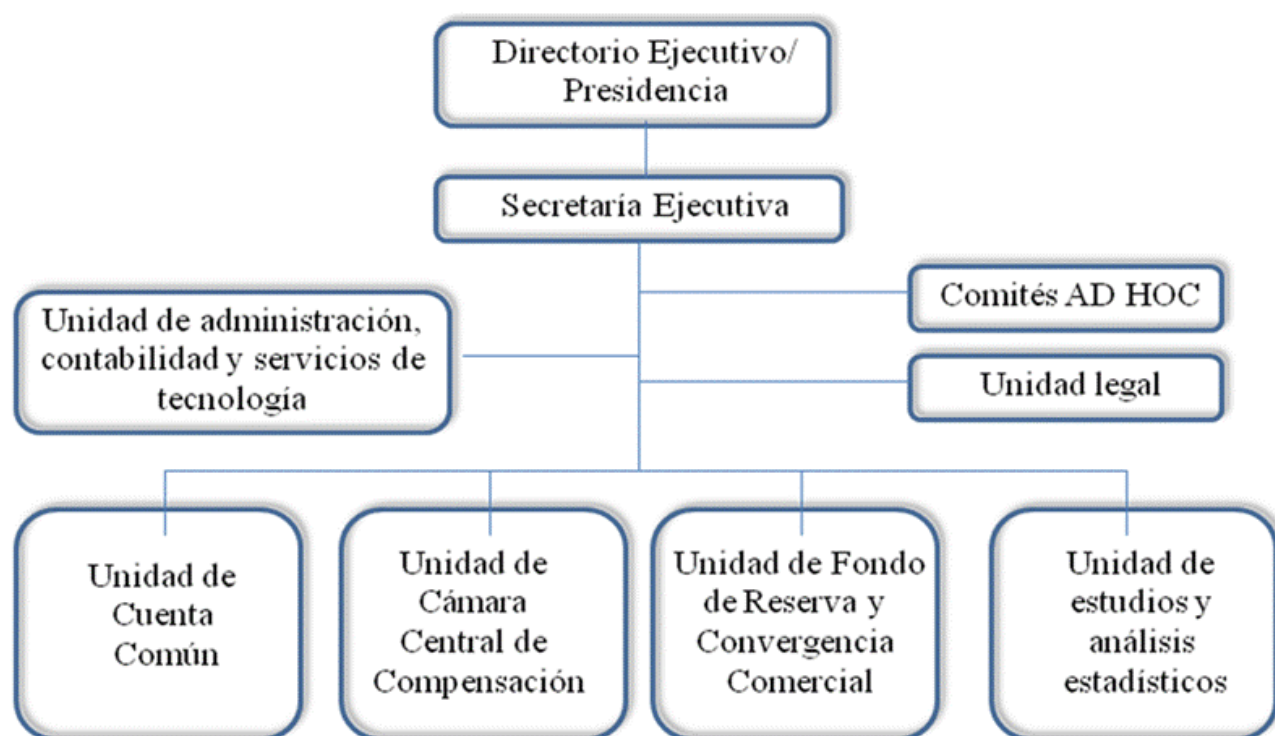 Directorio Ejecutivo/
Presidencia
Secretaría Ejecutiva
Comités AD HOC
Unidad de administración,
contabilidad y servicios de
tecnología
Unidad legal
Unidad de
Cuenta
Común
Unidad de
Cámara
Central de
Compensación
Unidad de Fondo
de Reserva y
Convergencia
Comercial
Unidad de
estudios y
análisis
estadísticos